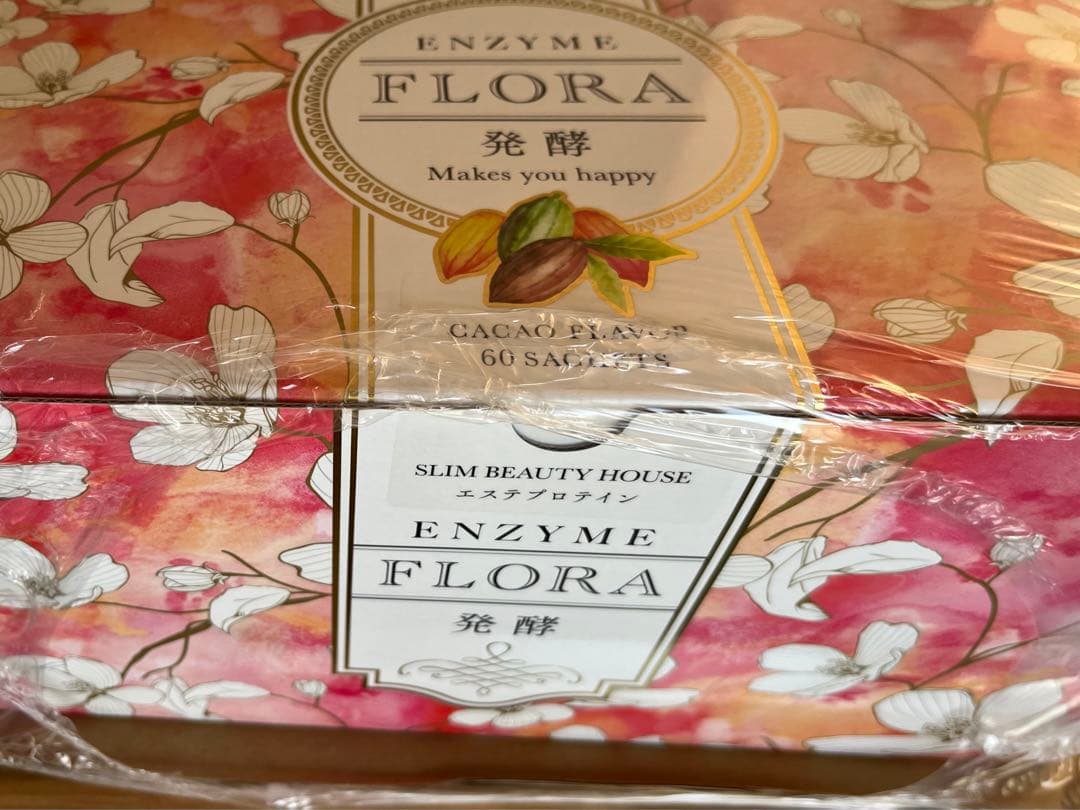 ENZYME
FLORA
発酵
Makes you happy
CACAO FLAVOR
60 SACHETS
SLIM BEAUTY HOUSE
エステプロテイン
ENZYME
FLORA
発酵